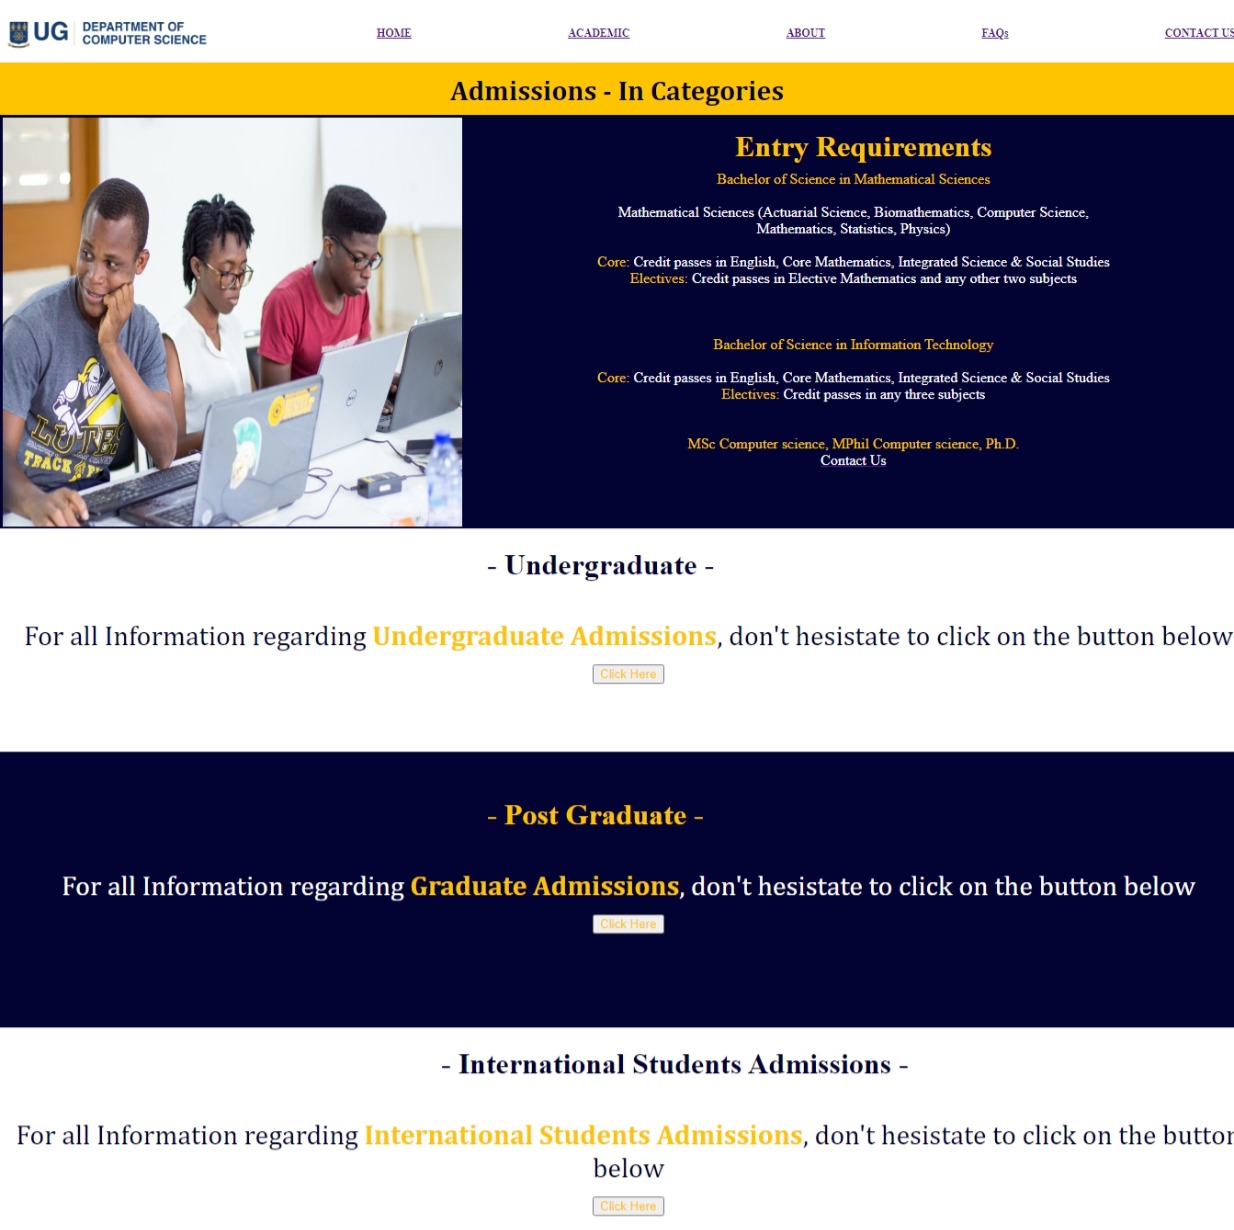 UG DEPARTMENT OF
COMPUTER SCIENCE
HOME
ACADEMIC
ABOUT
FAQs
CONTACT US
Admissions - In Categories
LUTES
TRACK
Entry Requirements
Bachelor of Science in Mathematical Sciences
Mathematical Sciences (Actuarial Science, Biomathematics, Computer Science,
Mathematics, Statistics, Physics)
Core: Credit passes in English, Core Mathematics, Integrated Science & Social Studies
Electives: Credit passes in Elective Mathematics and any other two subjects
Bachelor of Science in Information Technology
Core: Credit passes in English, Core Mathematics, Integrated Science & Social Studies
Electives: Credit passes in any three subjects
MSc Computer science, MPhil Computer science, Ph.D.
Contact Us
- Undergraduate -
For all Information regarding Undergraduate Admissions, don't hesistate to click on the button below
Click Here
- Post Graduate -
For all Information regarding Graduate Admissions, don't hesistate to click on the button below
Click Here
- International Students Admissions -
For all Information regarding International Students Admissions, don't hesistate to click on the button
below
Click Here